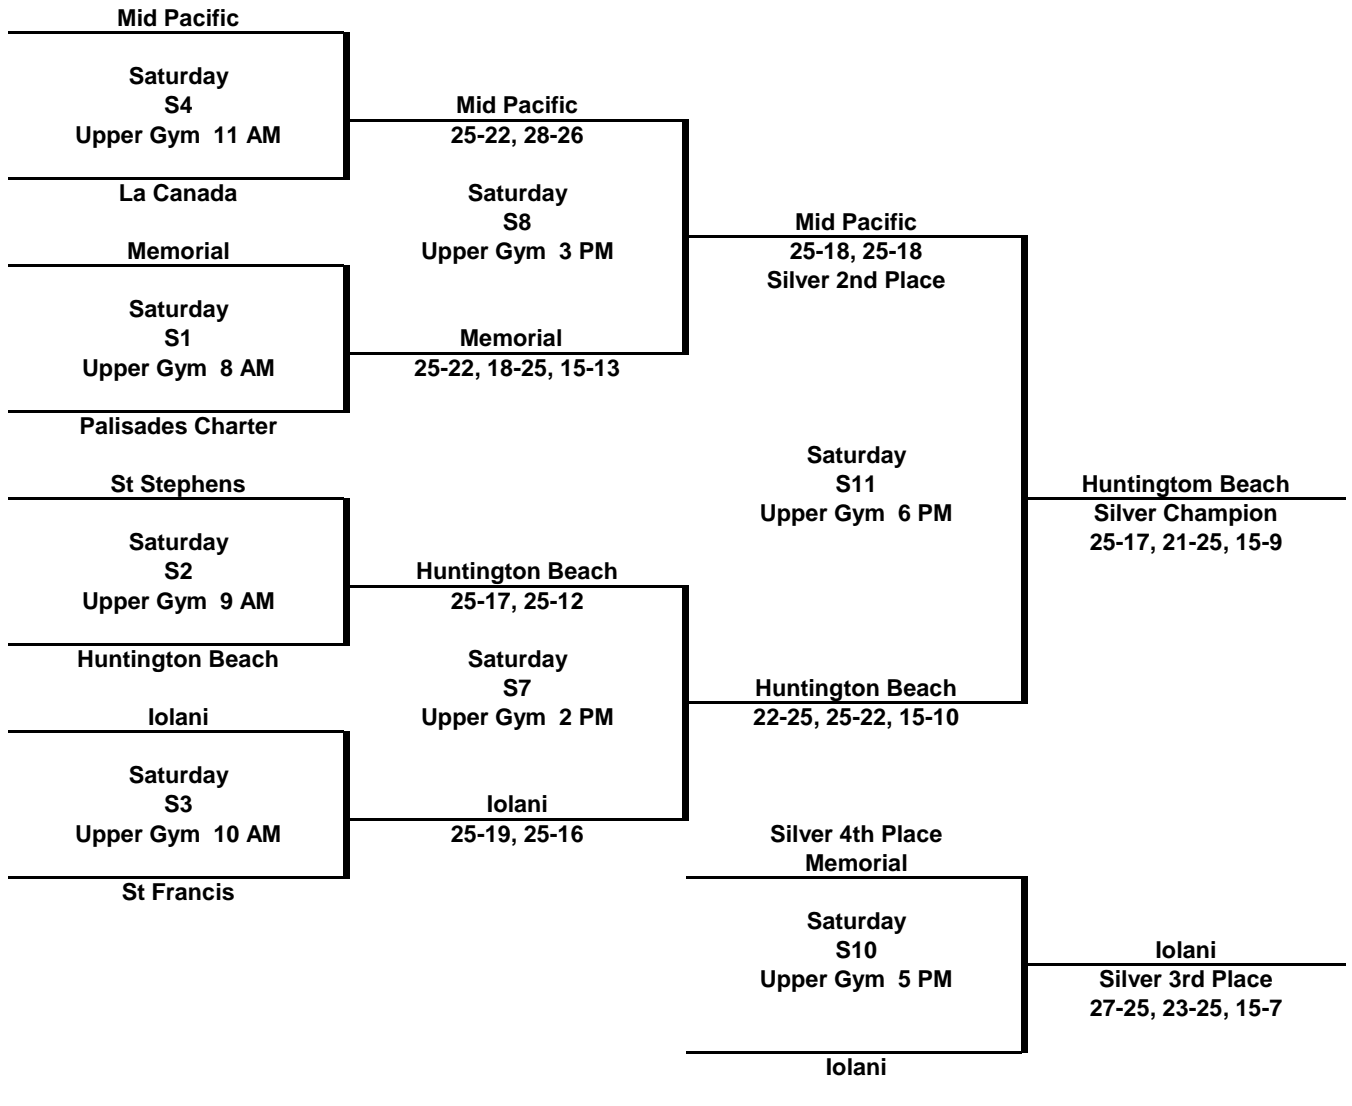 Mid Pacific
Saturday
S4
Upper Gym 11 AM
La Canada
Mid Pacific
25-22, 28-26
Memorial
Saturday
S1
Upper Gym 8 AM
Palisades Charter
Saturday
S8
Upper Gym 3 PM
Memorial
25-22, 18-25, 15-13
Mid Pacific
25-18, 25-18
Silver 2nd Place
St Stephens
Saturday
S2
Upper Gym 9 AM
Huntington Beach
Huntington Beach
25-17, 25-12
Iolani
Saturday
S3
Upper Gym 10 AM
St Francis
Saturday
S7
Upper Gym 2 PM
Iolani
25-19, 25-16
Huntington Beach
22-25, 25-22, 15-10
Saturday
S11
Upper Gym 6 PM
Huntingtom Beach
Silver Champion
25-17, 21-25, 15-9
Silver 4th Place
Memorial
Saturday
S10
Upper Gym 5 PM
Iolani
Iolani
Silver 3rd Place
27-25, 23-25, 15-7